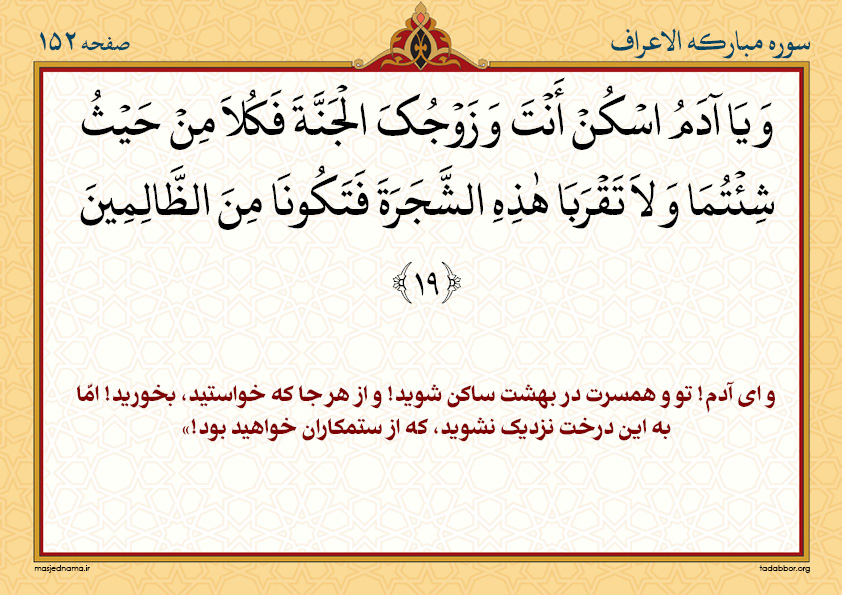 سوره مبارکه الاعراف
صفحه ۱۵۲
وَ يَا آدَمُ اسْکُنْ أَنْتَ وَ زَوْجُکَ الْجَنَّةَ فَکُلاَ مِنْ حَيْثُ
شِئْتُمَا وَ لاَ تَقْرَبَا هٰذِهِ الشَّجَرَةَ فَتَکُونَا مِنَ الظَّالِمِينَ
﴿۱۹﴾
و ای آدم! تو و همسرت در بهشت ساکن شوید! و از هر جا که خواستید، بخورید! امّا
به این درخت نزدیک نشوید، که از ستمکاران خواهید بود!»
masjednama.ir
tadabbor.org